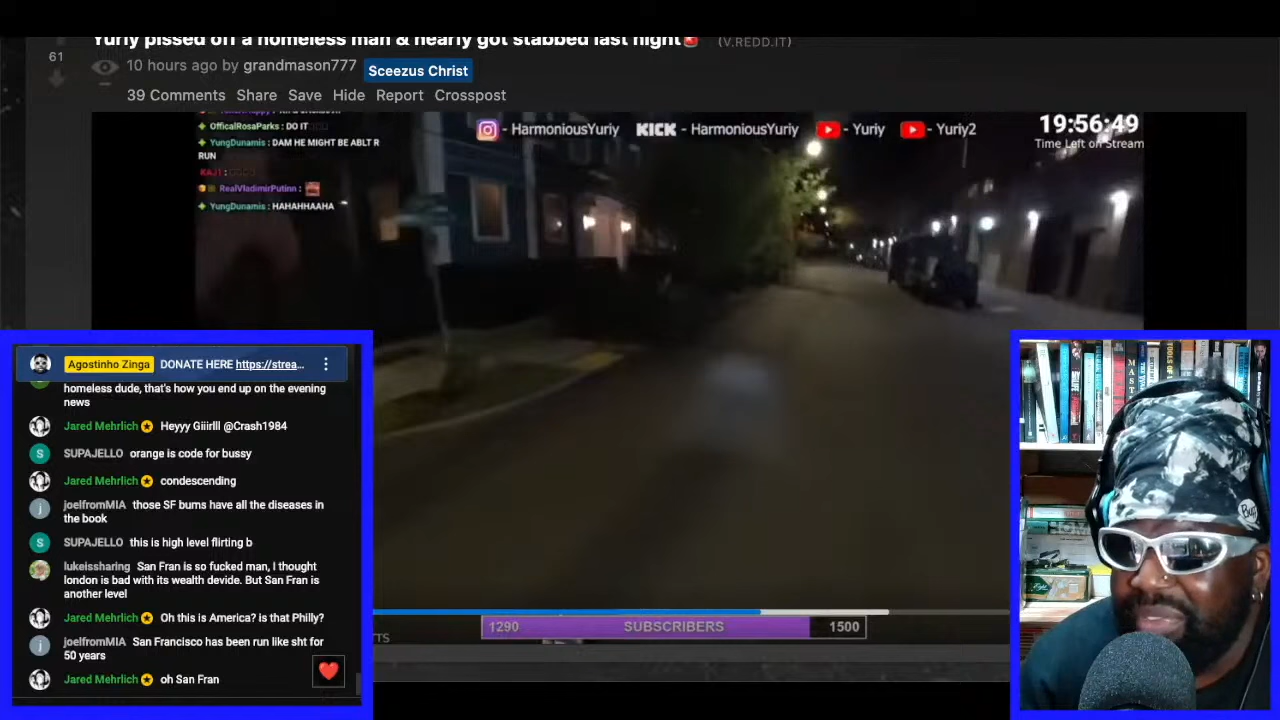 Yuriy pissed off a homeless man & nearly got stabbed last night🚨 (V.REDD.IT)
61
10 hours ago by grandmason777 Sceezus Christ
39 Comments Share Save Hide Report Crosspost
OfficalRosaParks : DO IT
YungDunamis : DAM HE MIGHT BE ABLT R
RUN
KAJI :
RealVladimirPutinn :
YungDunamis : HAHAHHAAHA
- HarmoniousYuriy KICK - HarmoniousYuriy - Yuriy - Yuriy2
19:56:49
Time Left on Stream
Agostinho Zinga DONATE HERE https://strea...
homeless dude, that's how you end up on the evening
news
Jared Mehrlich Heyyy Giiirlll @Crash1984
SUPAJELLO orange is code for bussy
Jared Mehrlich condescending
joelfromMIA those SF bums have all the diseases in
the book
SUPAJELLO this is high level flirting b
lukeissharing San Fran is so fucked man, I thought
london is bad with its wealth devide. But San Fran is
another level
Jared Mehrlich Oh this is America? is that Philly?
joelfromMIA San Francisco has been run like sht for
50 years
Jared Mehrlich oh San Fran
1290 SUBSCRIBERS 1500